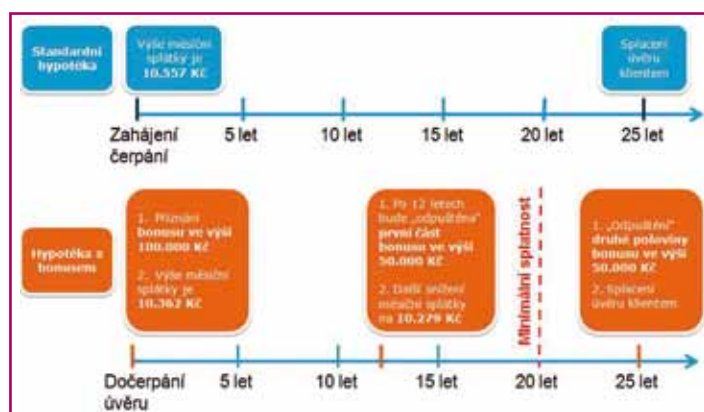 Standardní
hypotéka
Výše měsíční
splátky je
10.557 Kč
Splacení
úvěru
klientem
Zahájení
čerpání
5 let
10 let
15 let
20 let
25 let
Hypotéka s
bonusem
1. Přiznání
bonusu ve výši
100.000 Kč
2. Výše měsíční
splátky je
10.362 Kč
1. Po 12 letech
bude „odpuštěna"
první část
bonusu ve výši
50.000 Kč
2. Další snížení
měsíční splátky
na 10.279 Kč
Minimální splatnost
1. „Odpuštění"
druhé poloviny
bonusu ve výši
50.000 Kč
2. Splacení
úvěru klientem
Dočerpání
úvěru
5 let
10 let
15 let
20 let
25 let